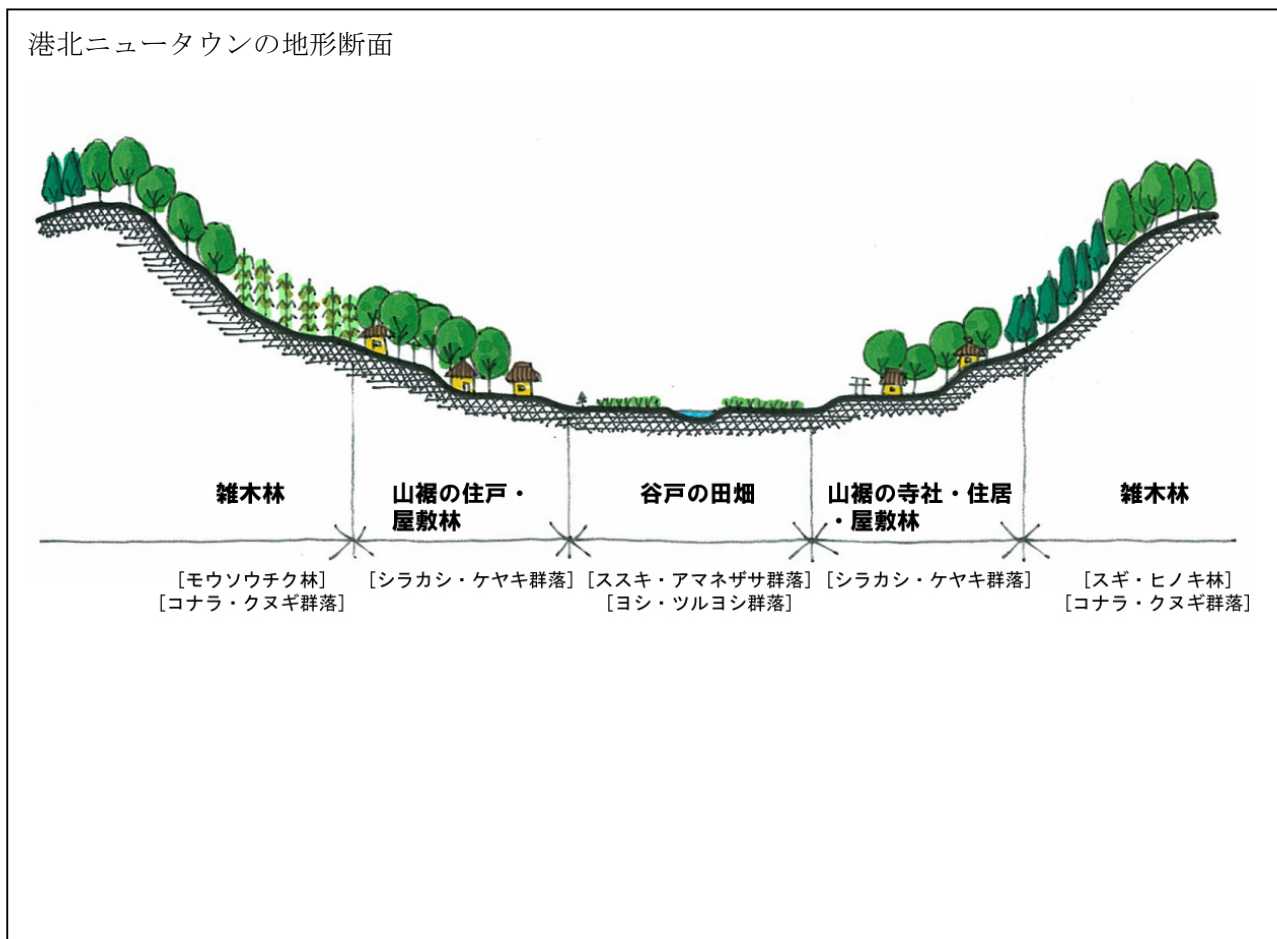 港北ニュータウンの地形断面
雑木林
山裾の住戸・
屋敷林
谷戸の田畑
山裾の寺社・住居
・屋敷林
雑木林
［モウソウチク林］
［コナラ・クヌギ群落］
［シラカシ・ケヤキ群落］
［ススキ・アマネザサ群落］
［ヨシ・ツルヨシ群落］
［シラカシ・ケヤキ群落］
［スギ・ヒノキ林］
［コナラ・クヌギ群落］